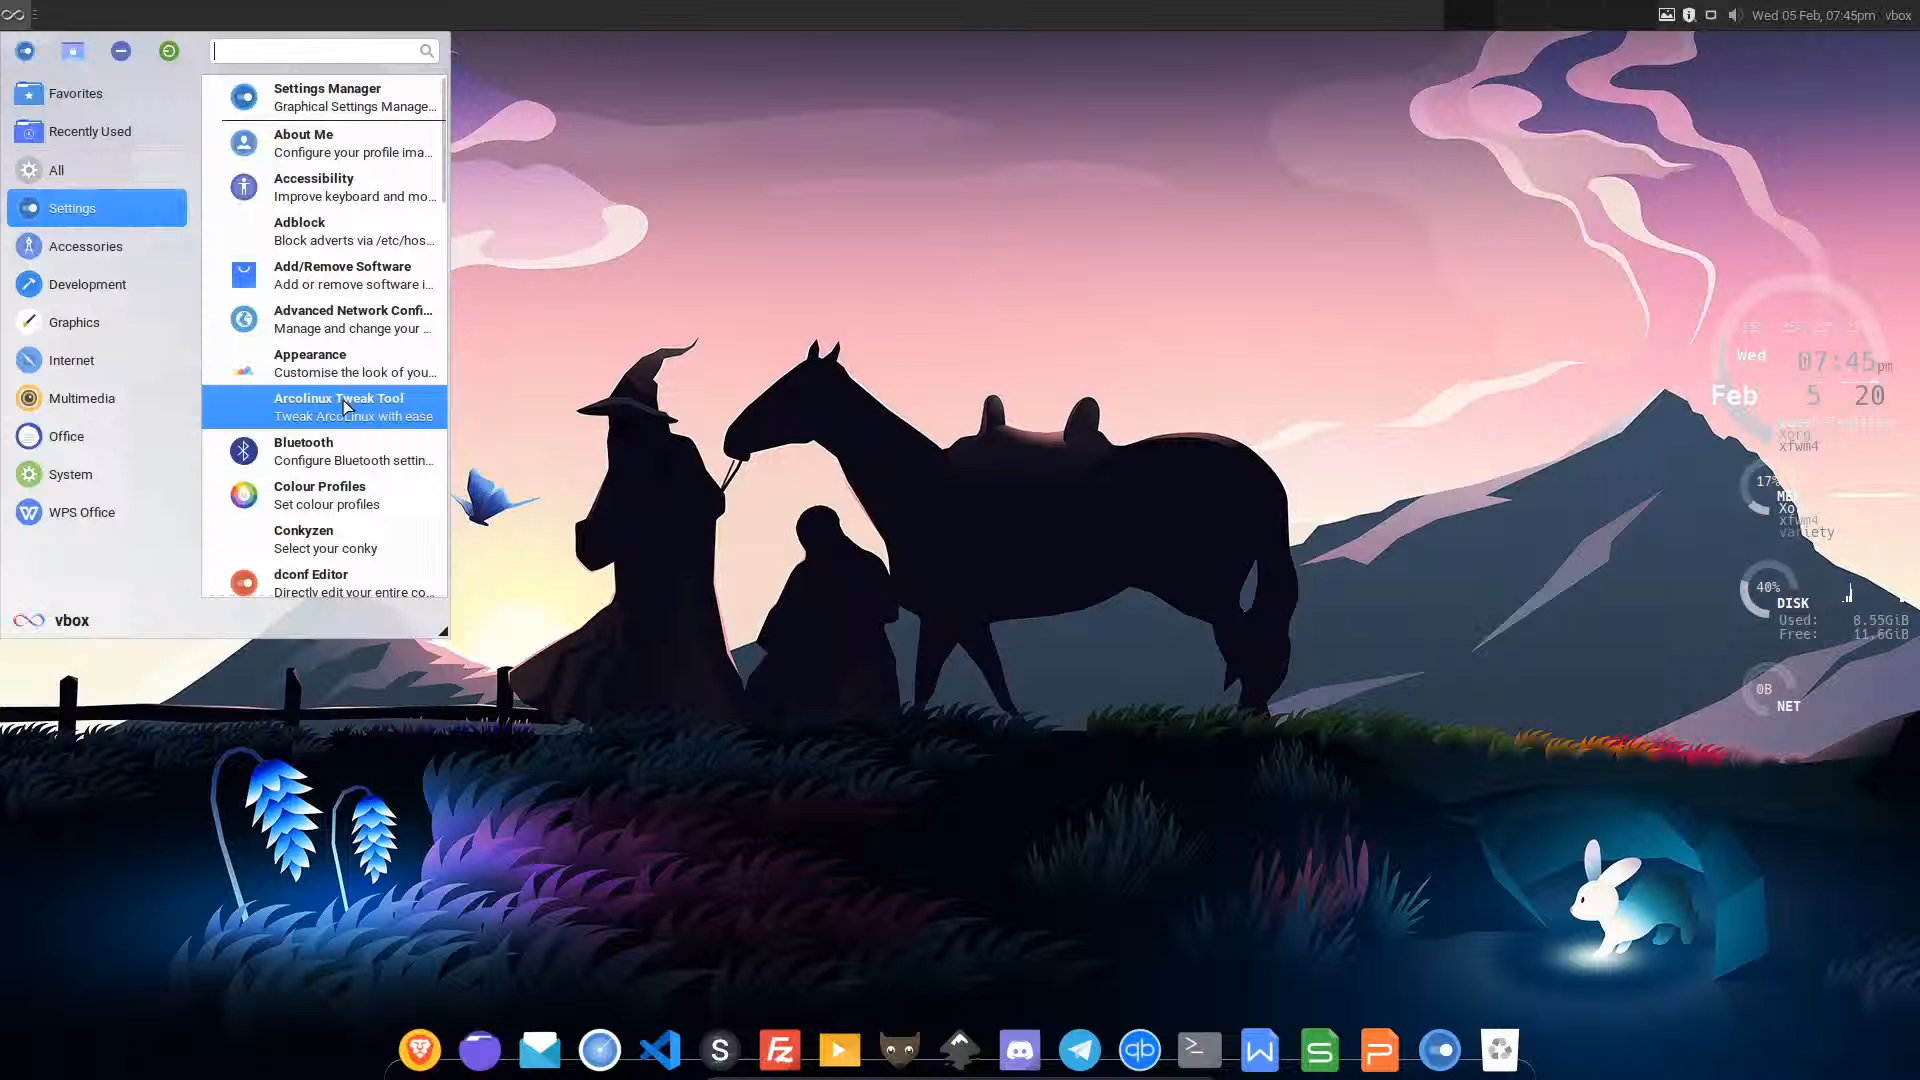 Wed 05 Feb, 07:45pm vbox
Favorites
Recently Used
All
Settings
Accessories
Development
Graphics
Internet
Multimedia
Office
System
WPS Office
vbox
Settings Manager
Graphical Settings Manage...
About Me
Configure your profile ima...
Accessibility
Improve keyboard and mo...
Adblock
Block adverts via /etc/hos...
Add/Remove Software
Add or remove software i...
Advanced Network Confi...
Manage and change your ...
Appearance
Customise the look of you...
Arcolinux Tweak Tool
Tweak ArcoLinux with ease
Bluetooth
Configure Bluetooth settin...
Colour Profiles
Set colour profiles
Conkyzen
Select your conky
dconf Editor
Directly edit your entire co...
Wed 07:45pm
Feb 5 20
Xorg
xfwm4
17%
xfwm4
variety
40%
DISK
Used: 8.55GiB
Free: 11.6GiB
0B
NET